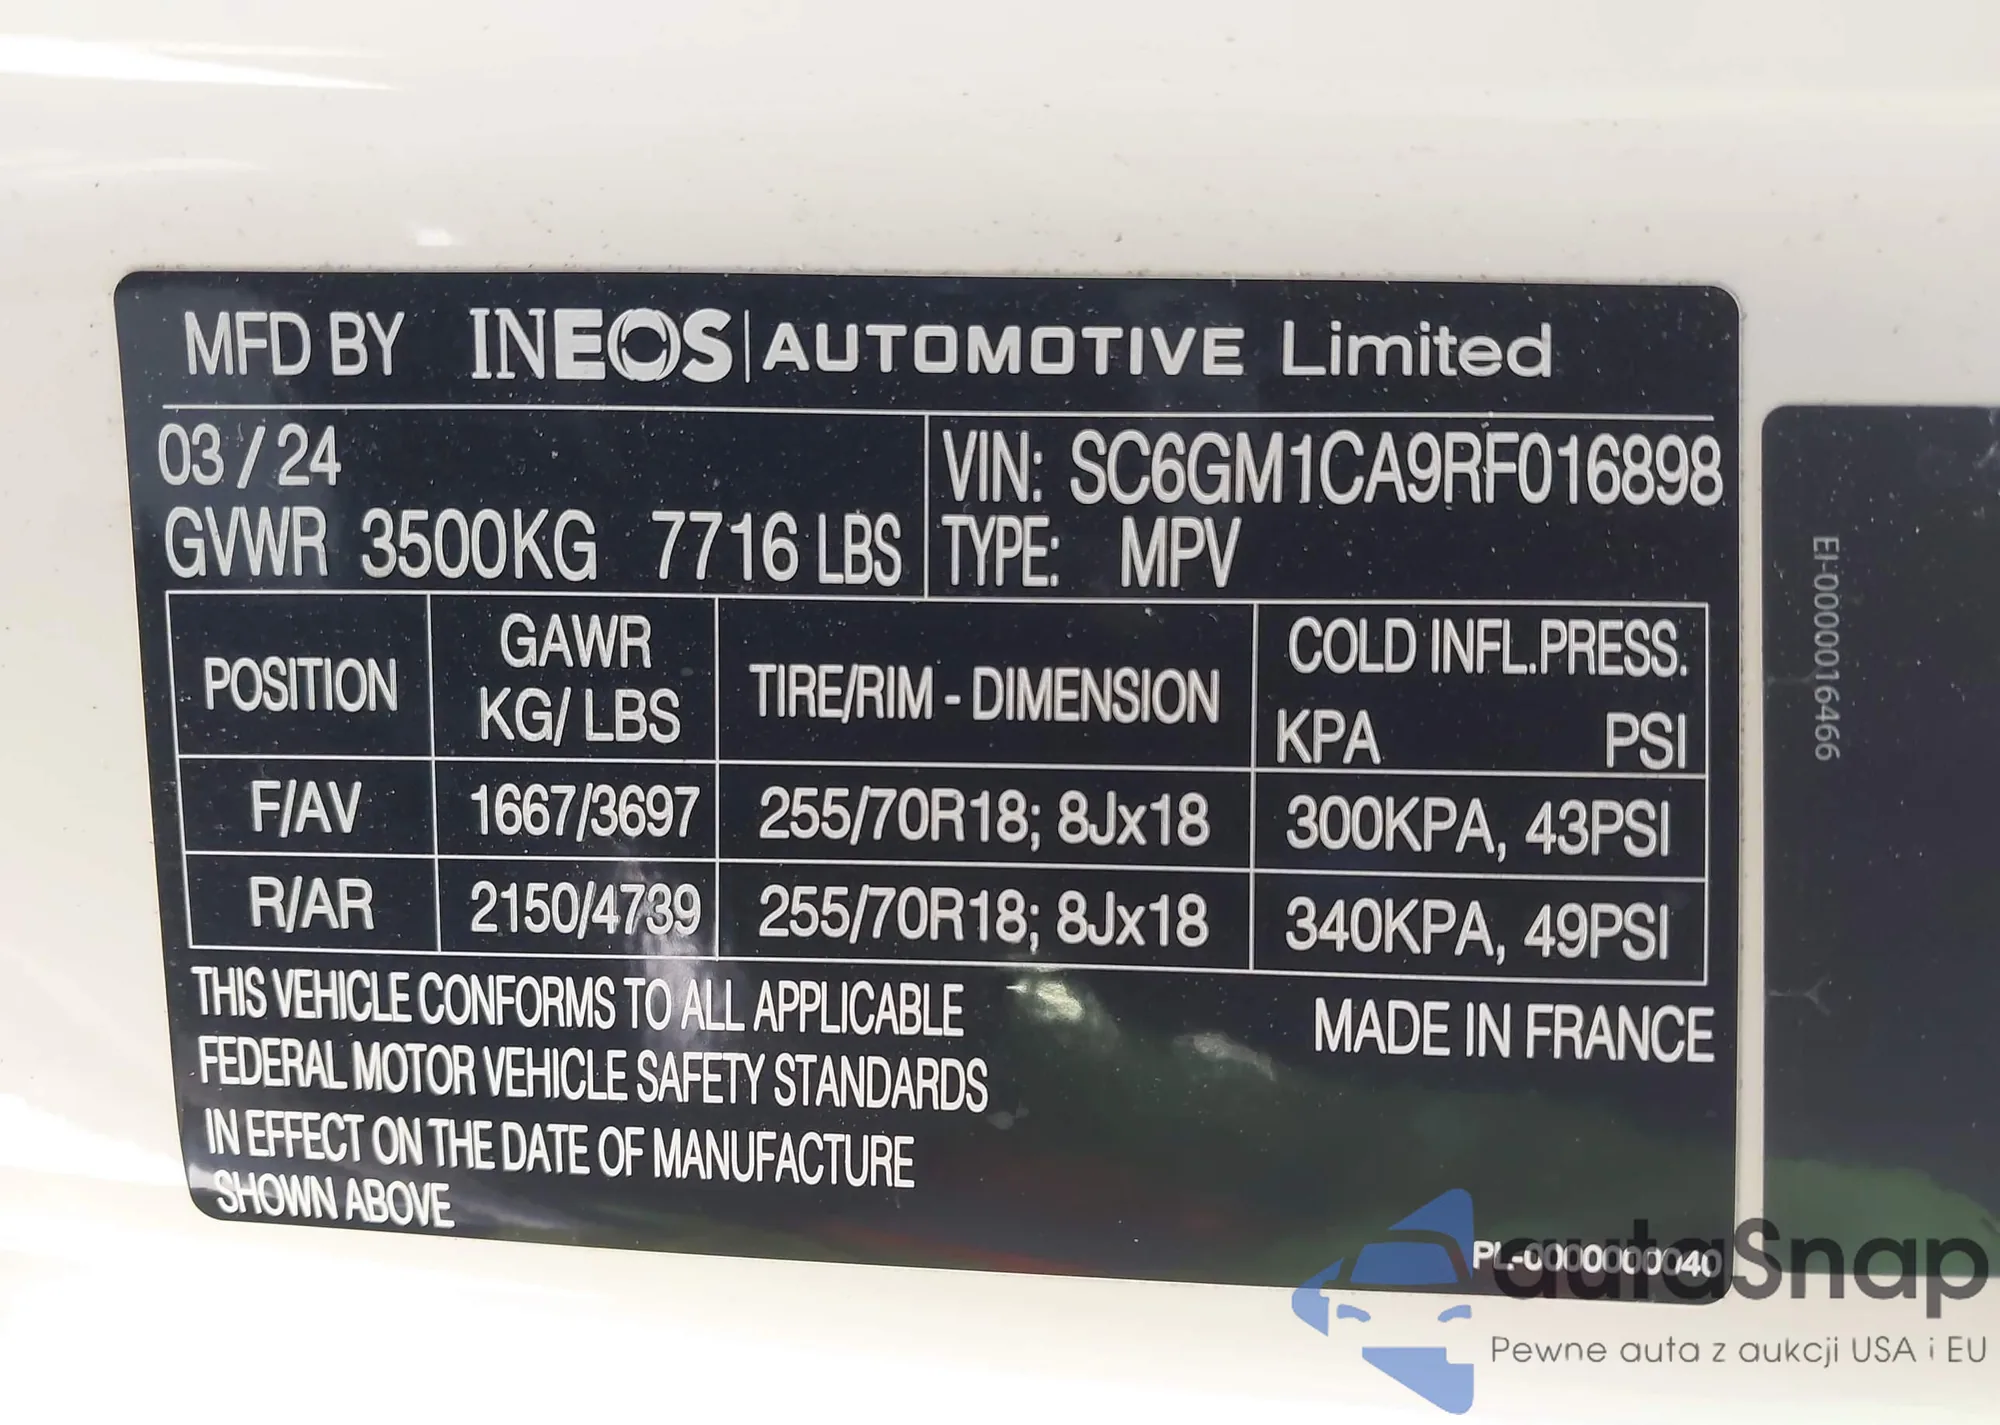 MFD BY INEOS | AUTOMOTIVE Limited
03 / 24
GVWR 3500KG 7716 LBS
VIN: SC6GM1CA9RF016898
TYPE: MPV
POSITION GAWR KG/ LBS TIRE/RIM - DIMENSION COLD INFL.PRESS. KPA PSI
F/AV 1667/3697 255/70R18; 8Jx18 300KPA, 43PSI
R/AR 2150/4739 255/70R18; 8Jx18 340KPA, 49PSI
THIS VEHICLE CONFORMS TO ALL APPLICABLE
FEDERAL MOTOR VEHICLE SAFETY STANDARDS
IN EFFECT ON THE DATE OF MANUFACTURE
SHOWN ABOVE
MADE IN FRANCE
PL-0000000040
EI-0000016466
autaSnap
Pewne auta z aukcji USA i EU